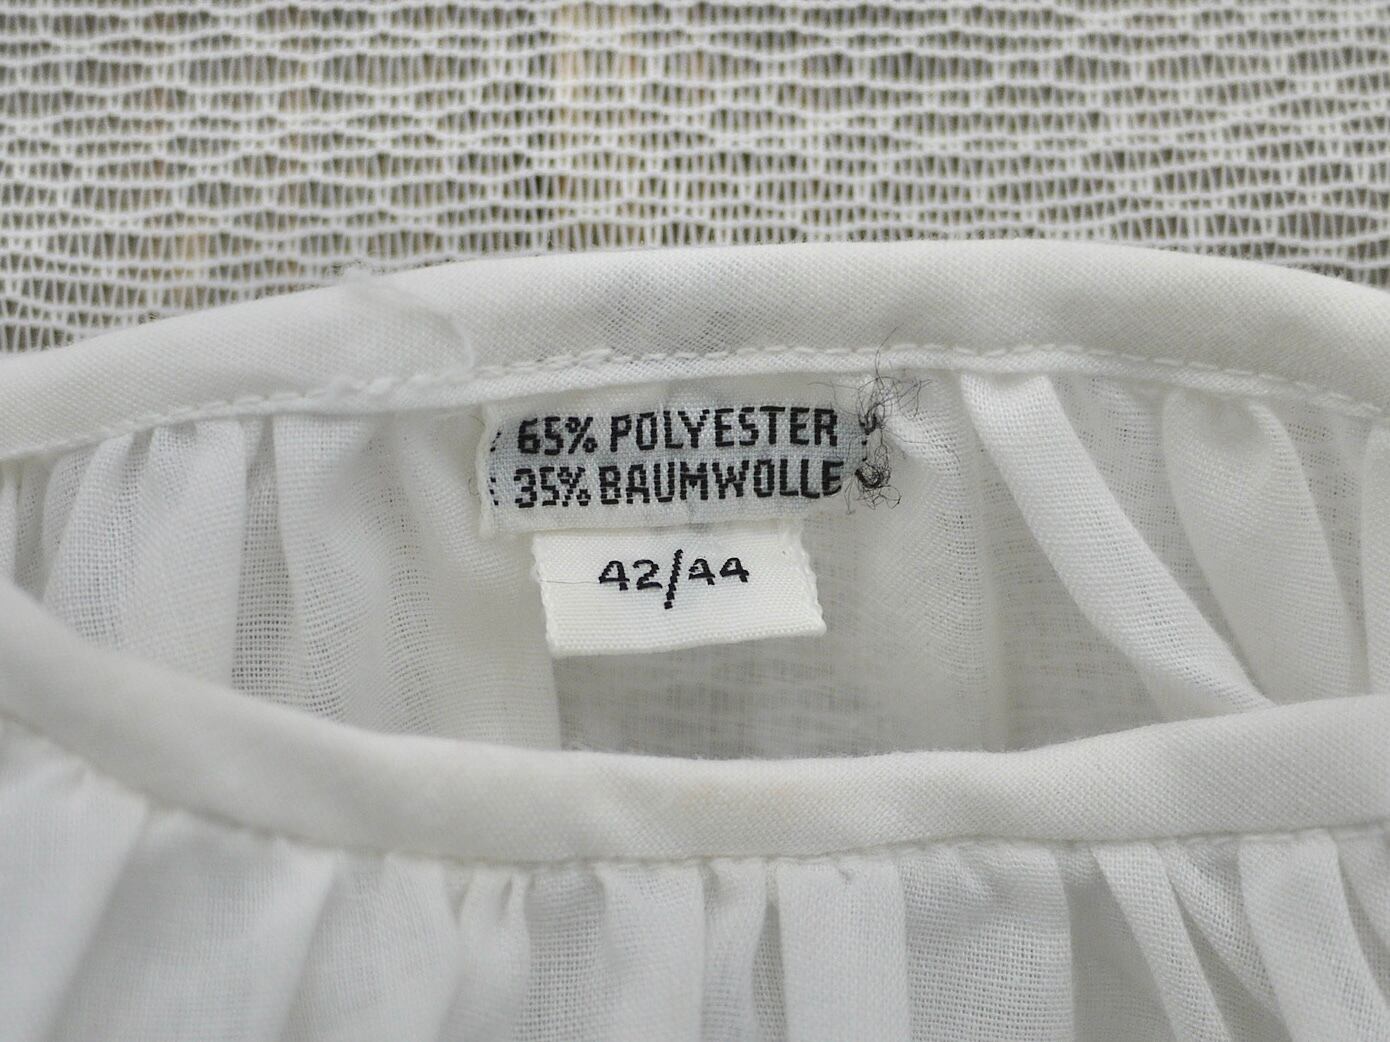 65% POLYESTER
35% BAUMWOLLE
42/44